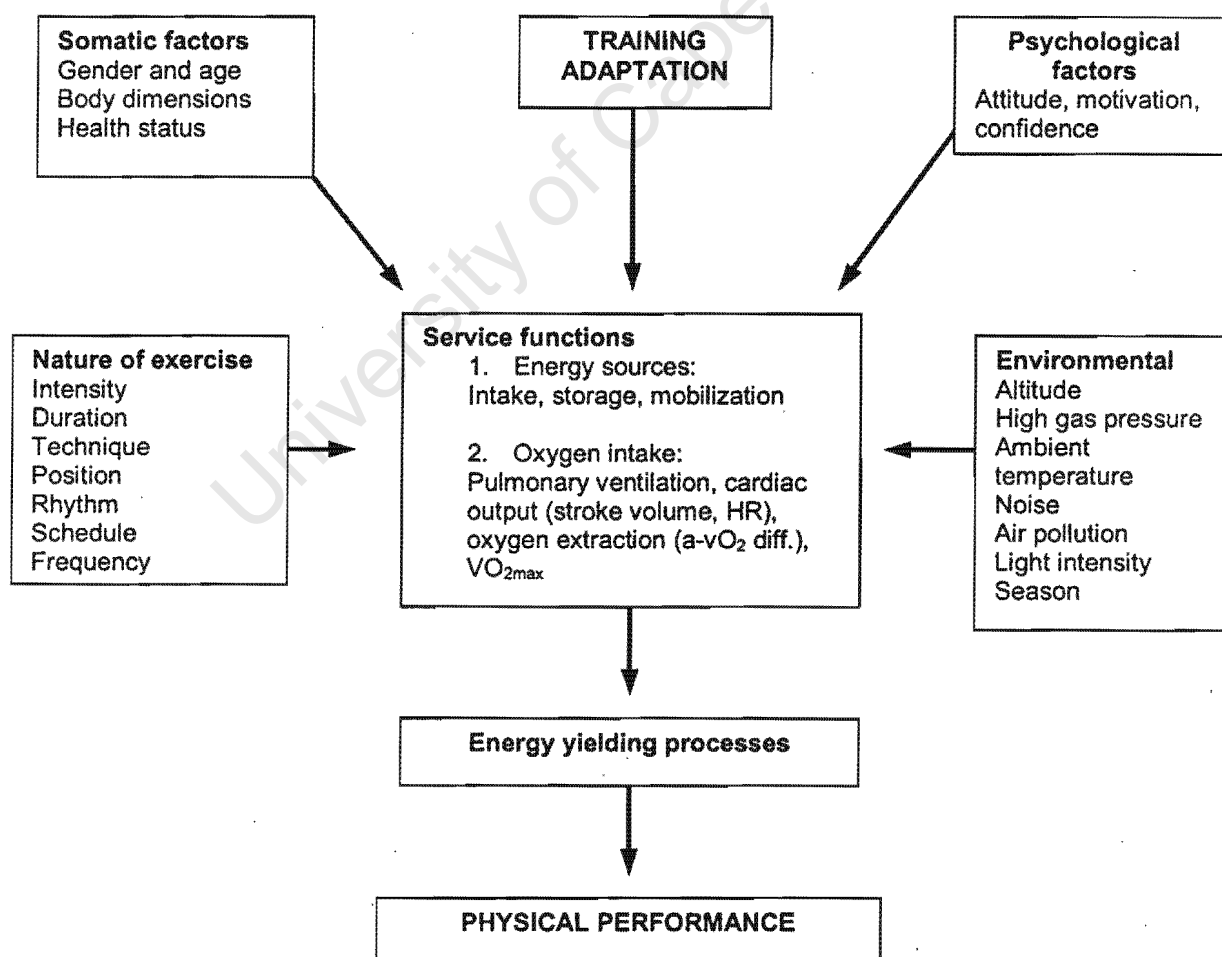 Somatic factors
Gender and age
Body dimensions
Health status
TRAINING
ADAPTATION
Psychological
factors
Attitude, motivation,
confidence
Nature of exercise
Intensity
Duration
Technique
Position
Rhythm
Schedule
Frequency
Service functions
1. Energy sources:
Intake, storage, mobilization
2. Oxygen intake:
Pulmonary ventilation, cardiac
output (stroke volume, HR),
oxygen extraction (a-vO₂ diff.),
VO₂max
Environmental
Altitude
High gas pressure
Ambient
temperature
Noise
Air pollution
Light intensity
Season
Energy yielding processes
PHYSICAL PERFORMANCE
University of Cape